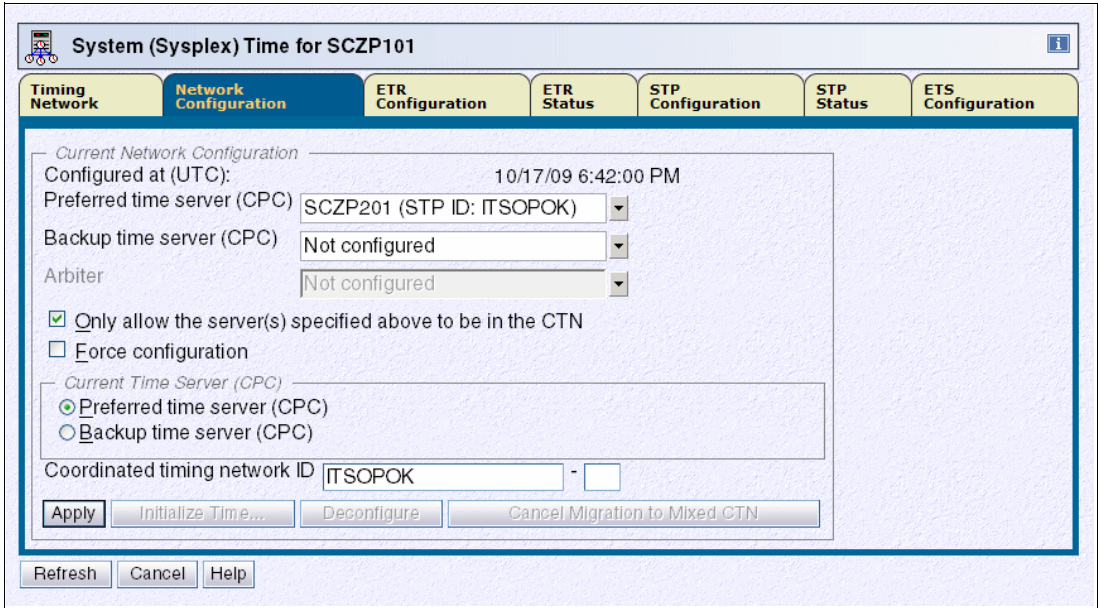 System (Sysplex) Time for SCZP101
i
Timing Network
Network Configuration
ETR Configuration
ETR Status
STP Configuration
STP Status
ETS Configuration
Current Network Configuration
Configured at (UTC): 10/17/09 6:42:00 PM
Preferred time server (CPC) SCZP201 (STP ID: ITSOPOK)
Backup time server (CPC) Not configured
Arbiter Not configured
Only allow the server(s) specified above to be in the CTN
Force configuration
Current Time Server (CPC)
Preferred time server (CPC)
Backup time server (CPC)
Coordinated timing network ID ITSOPOK -
Apply Initialize Time... Deconfigure Cancel Migration to Mixed CTN
Refresh Cancel Help